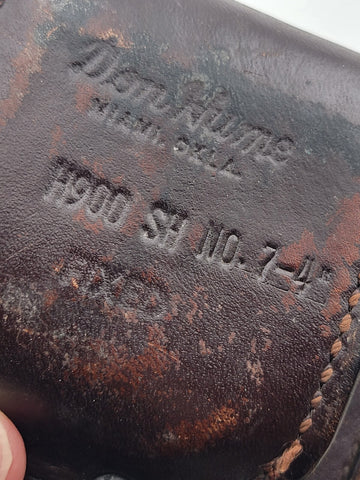 Don Hume
MIAMI, OKLA.
H900 SH NO. 7-4